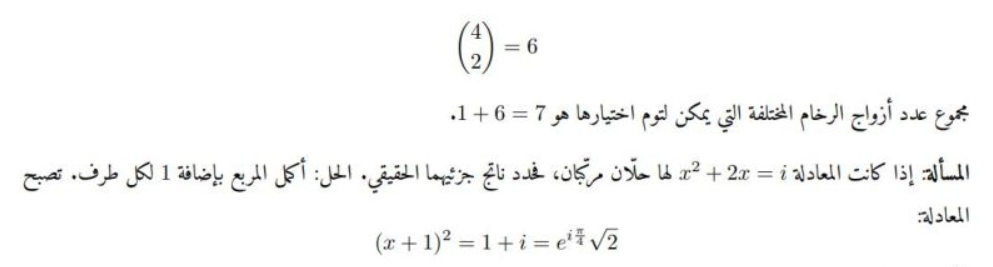 $\binom{4}{2} = 6$
مجموع عدد أزواج الرخام المختلفة التي يمكن لتوم اختيارها هو $1 + 6 = 7$.
المسألة: إذا كانت المعادلة $x^2 + 2x = i$ لها حلّان مركّبان، فحدد ناتج جزئيهما الحقيقي. الحل: أكمل المربع بإضافة 1 لكل طرف. تصبح
المعادلة:
$(x + 1)^2 = 1 + i = e^{i\frac{\pi}{4}}\sqrt{2}$